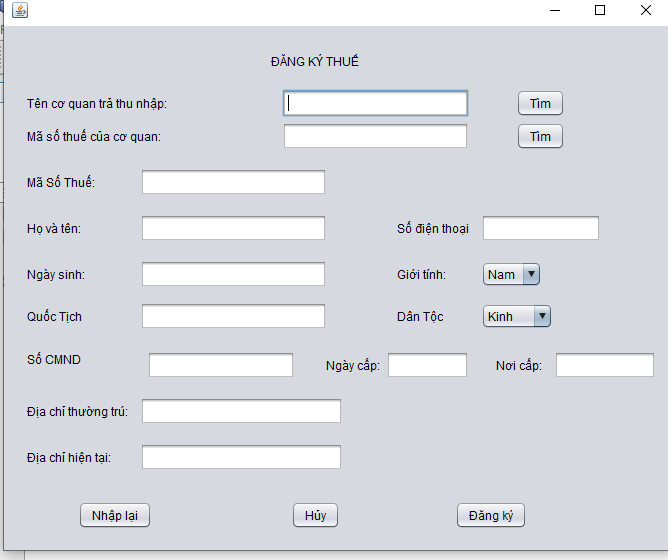 ĐĂNG KÝ THUẾ
Tên cơ quan trả thu nhập: Tìm
Mã số thuế của cơ quan: Tìm
Mã Số Thuế:
Họ và tên: Số điện thoại
Ngày sinh: Giới tính: Nam
Quốc Tịch Dân Tộc Kinh
Số CMND Ngày cấp: Nơi cấp:
Địa chỉ thường trú:
Địa chỉ hiện tại:
Nhập lại Hủy Đăng ký